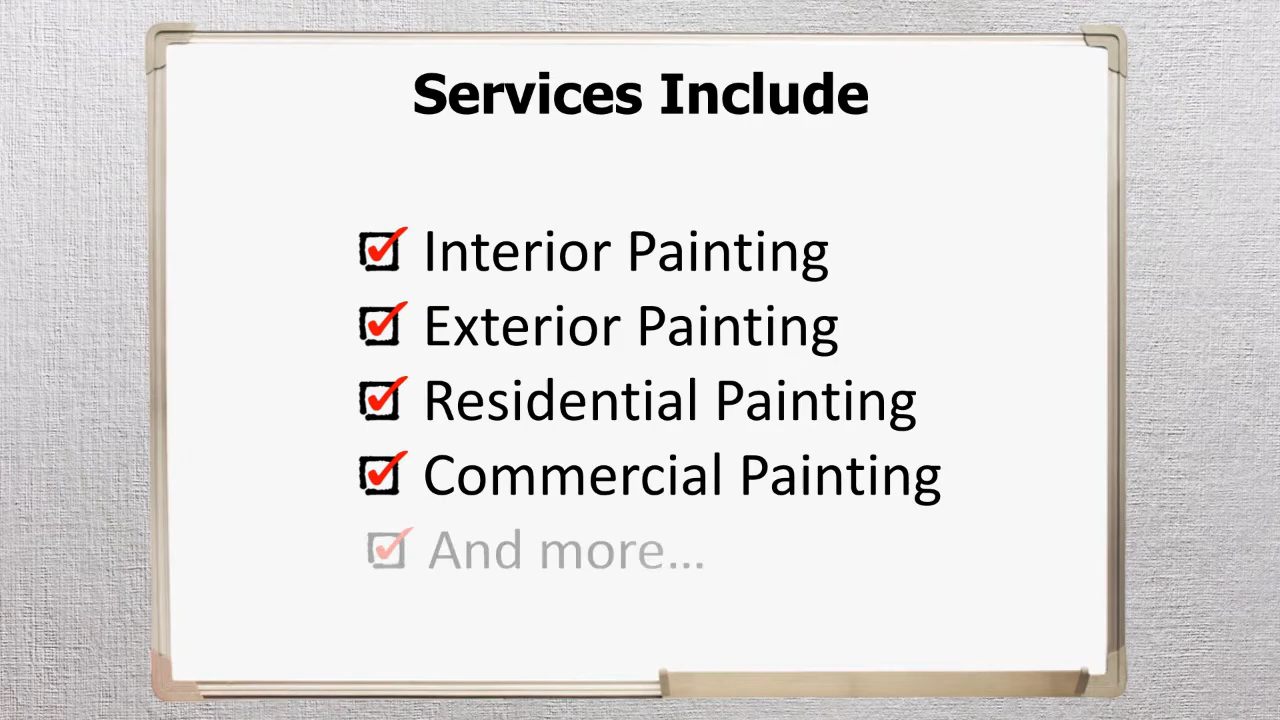 Services Include
Interior Painting
Exterior Painting
Residential Painting
Commercial Painting
And more...